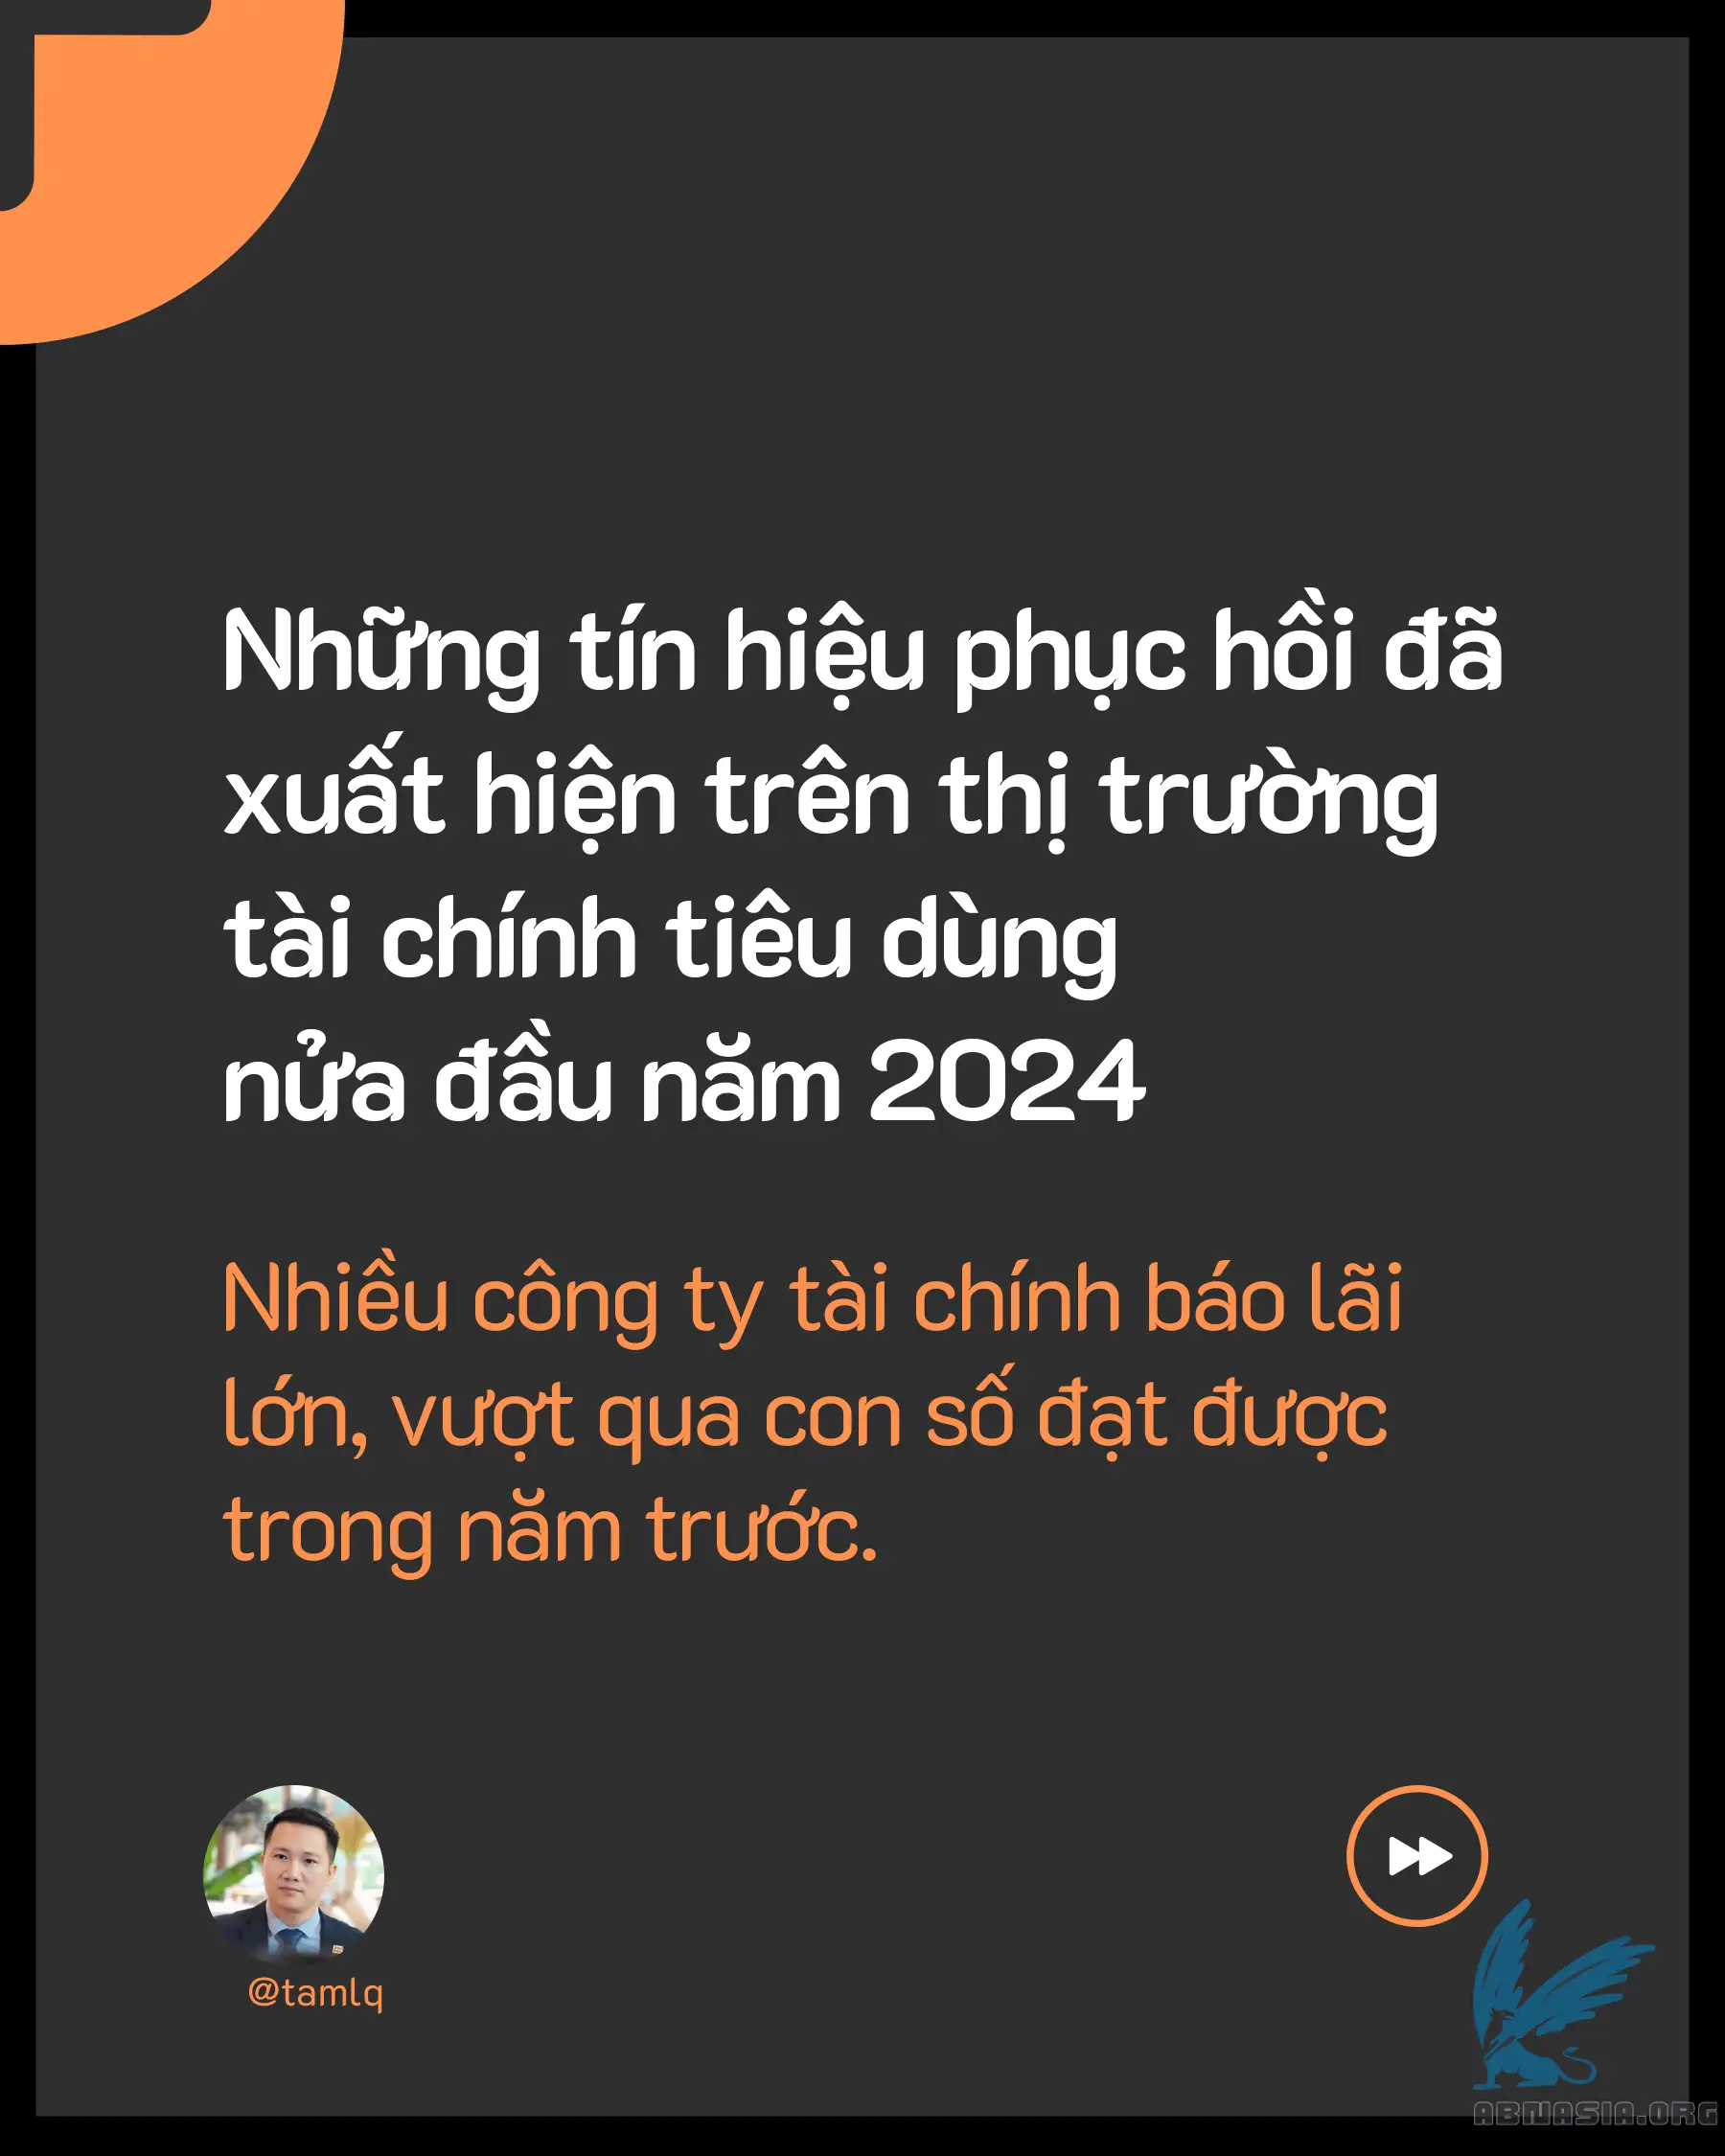 Những tín hiệu phục hồi đã
xuất hiện trên thị trường
tài chính tiêu dùng
nửa đầu năm 2024
Nhiều công ty tài chính báo lãi
lớn, vượt qua con số đạt được
trong năm trước.
@tamlq
ABNASIA.ORG